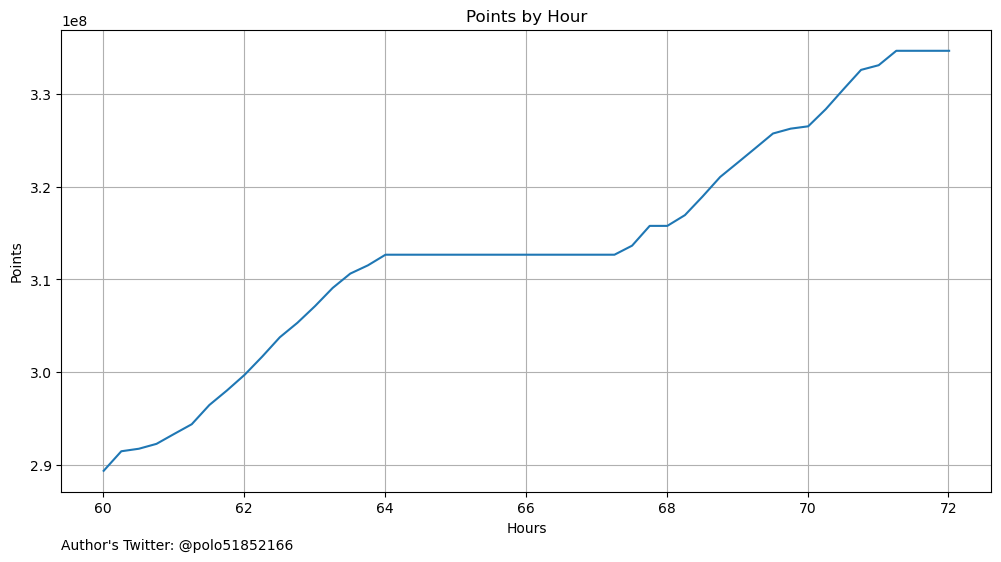 Points by Hour
1e8
3.3
3.2
3.1
3.0
2.9
Points
60 62 64 66 68 70 72
Hours
Author's Twitter: @polo51852166